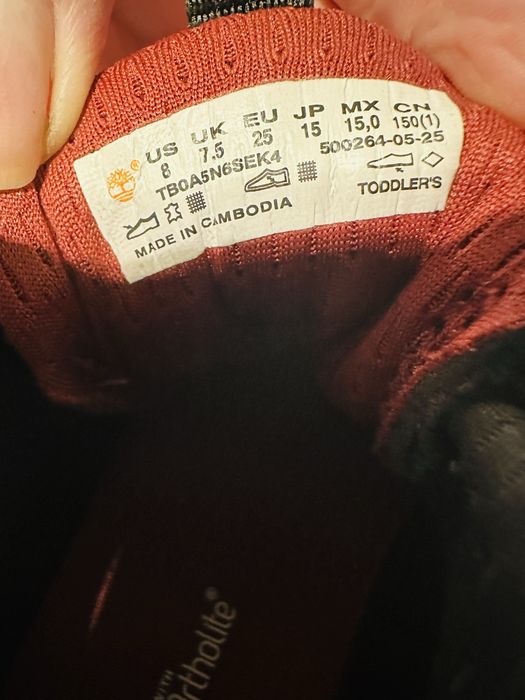 US UK EU JP MX CN
8 7.5 25 15 15,0 150(1)
TB0A5N6SEK4 500264-05-25
TODDLER'S
MADE IN CAMBODIA
WITH
Ortholite®